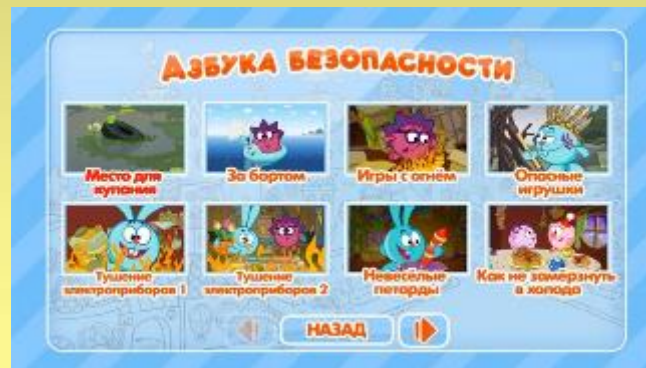 АЗБУКА БЕЗОПАСНОСТИ
Место для
купания
За бортом
Игры с огнём
Опасные
игрушки
Тушение
электроприборов 1
Тушение
электроприборов 2
Невесёлые
петарды
Как не замёрзнуть
в холода
НАЗАД